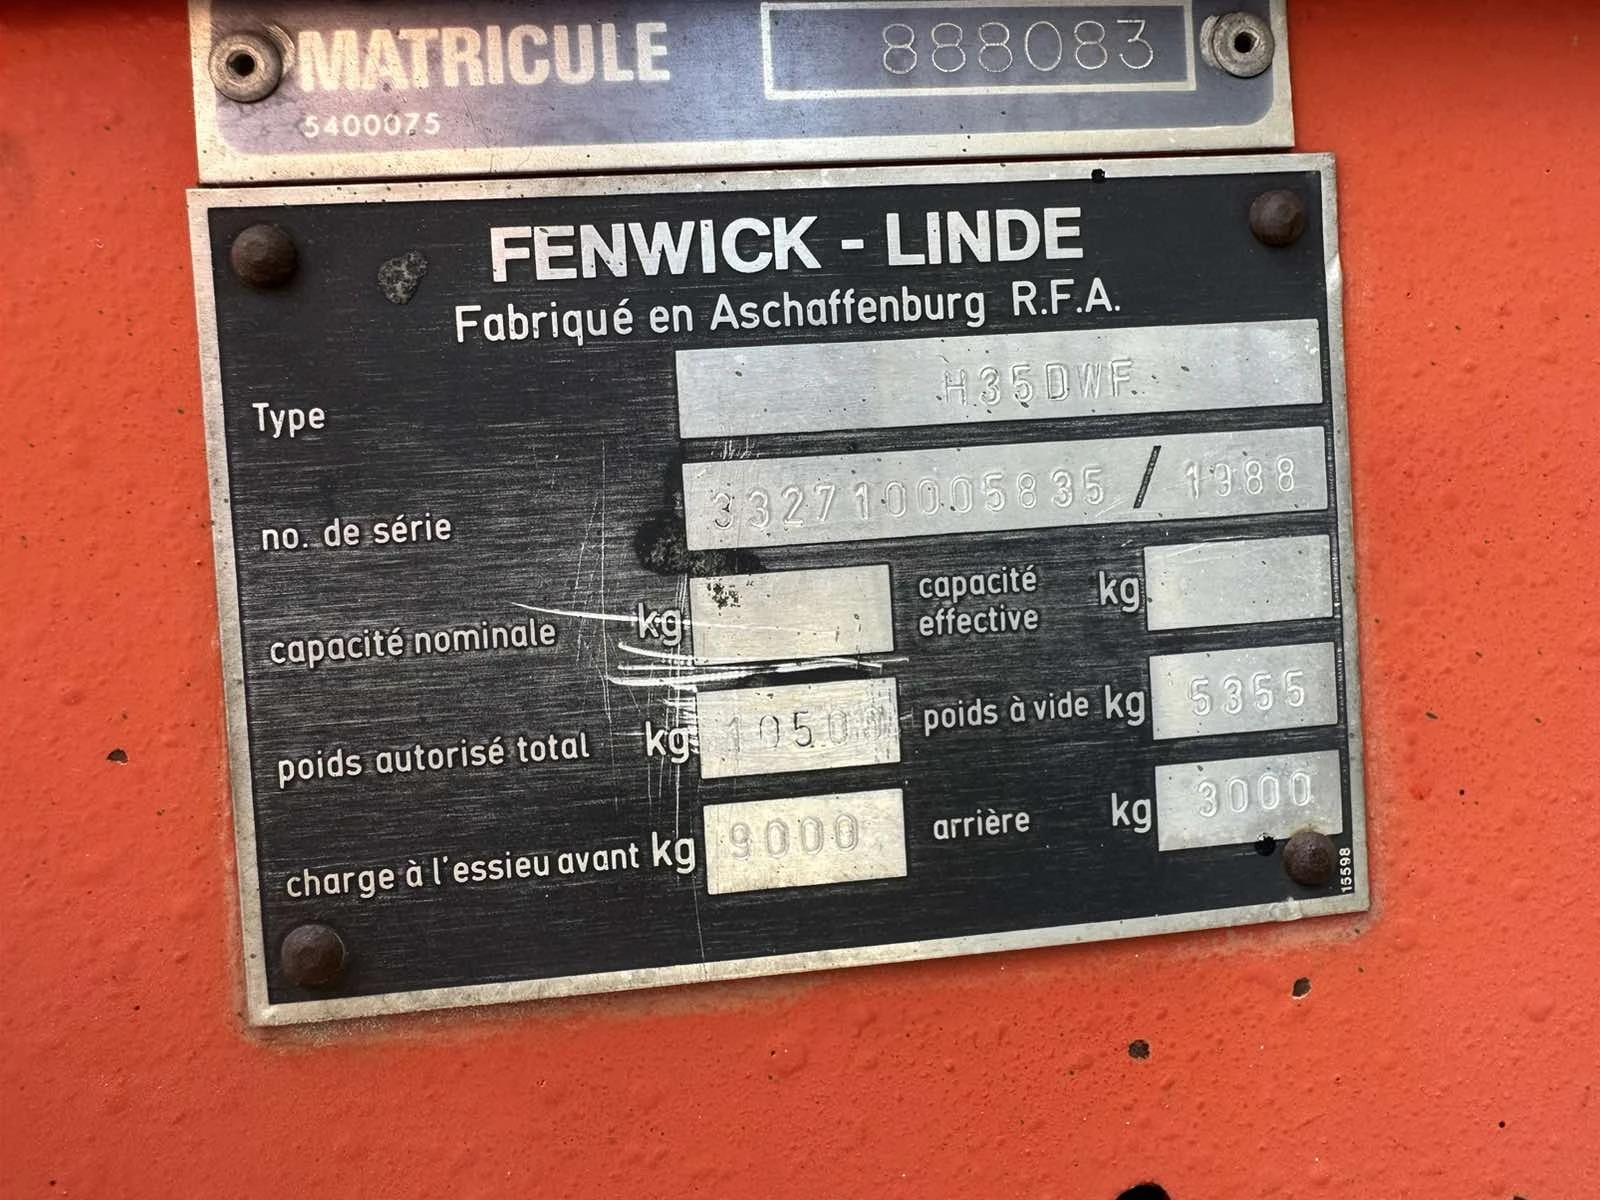 MATRICULE 888083
5400075
FENWICK - LINDE
Fabriqué en Aschaffenburg R.F.A.
Type H35DWF
no. de série 332710005835 / 1988
capacité nominale kg capacité effective kg
poids autorisé total kg 10500 poids à vide kg 5355
charge à l'essieu avant kg 9000 arrière kg 3000
15598